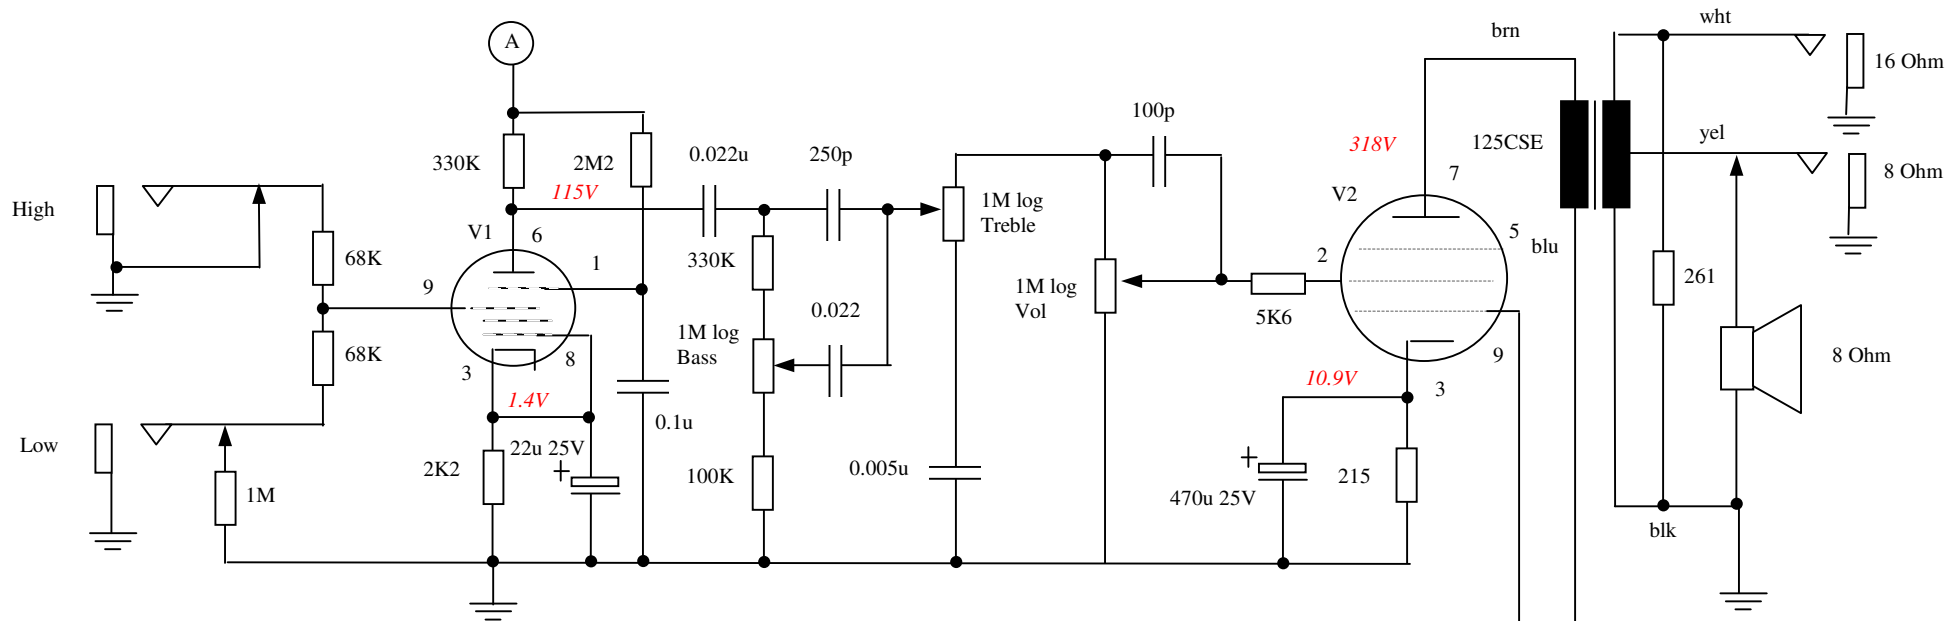 A
wht
brn
16 Ohm
100p
330K
2M2
0.022u
250p
318V
125CSE
yel
8 Ohm
High
115V
1M log
Treble
7
V2
V1
6
5
blu
68K
9
1
330K
2
261
1M log
Vol
5K6
0.022
68K
1M log
Bass
3
8
9
8 Ohm
10.9V
3
1.4V
0.1u
Low
22u 25V
+
2K2
100K
0.005u
+
215
470u 25V
1M
blk